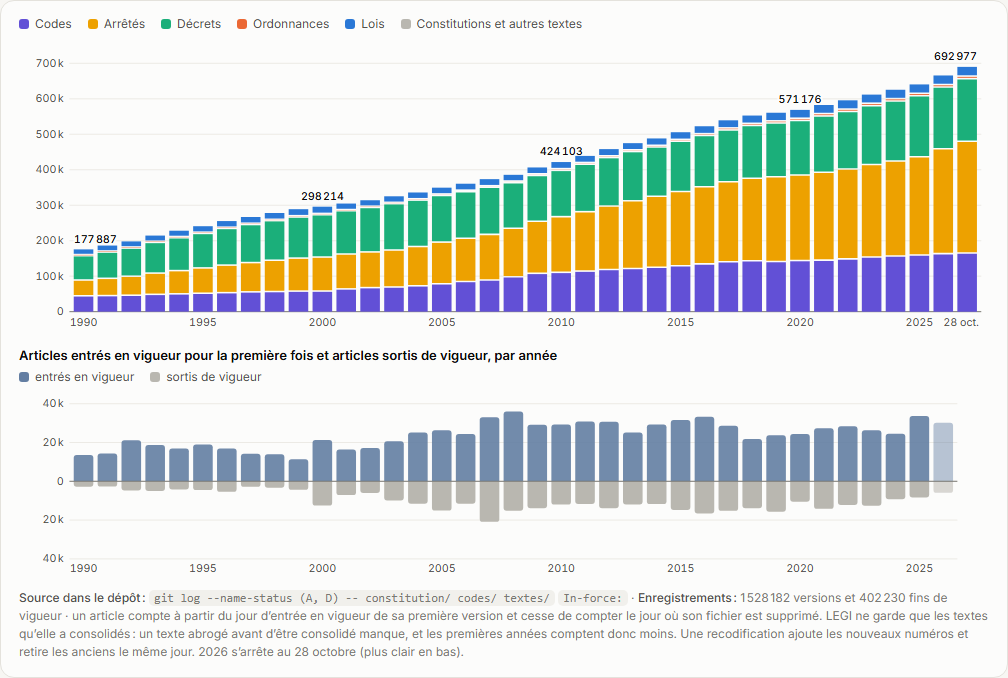 Codes Arrêtés Décrets Ordonnances Lois Constitutions et autres textes
700 k
600 k
500 k
400 k
300 k
200 k
100 k
0
177 887
298 214
424 103
571 176
692 977
1990 1995 2000 2005 2010 2015 2020 2025 28 oct.
Articles entrés en vigueur pour la première fois et articles sortis de vigueur, par année
entrés en vigueur sortis de vigueur
40 k
20 k
0
20 k
40 k
1990 1995 2000 2005 2010 2015 2020 2025
Source dans le dépôt : git log --name-status (A, D) -- constitution/ codes/ textes/ In-force: · Enregistrements : 1 528 182 versions et 402 230 fins de
vigueur · un article compte à partir du jour d’entrée en vigueur de sa première version et cesse de compter le jour où son fichier est supprimé. LEGI ne garde que les textes
qu’elle a consolidés : un texte abrogé avant d’être consolidé manque, et les premières années comptent donc moins. Une recodification ajoute les nouveaux numéros et
retire les anciens le même jour. 2026 s’arrête au 28 octobre (plus clair en bas).